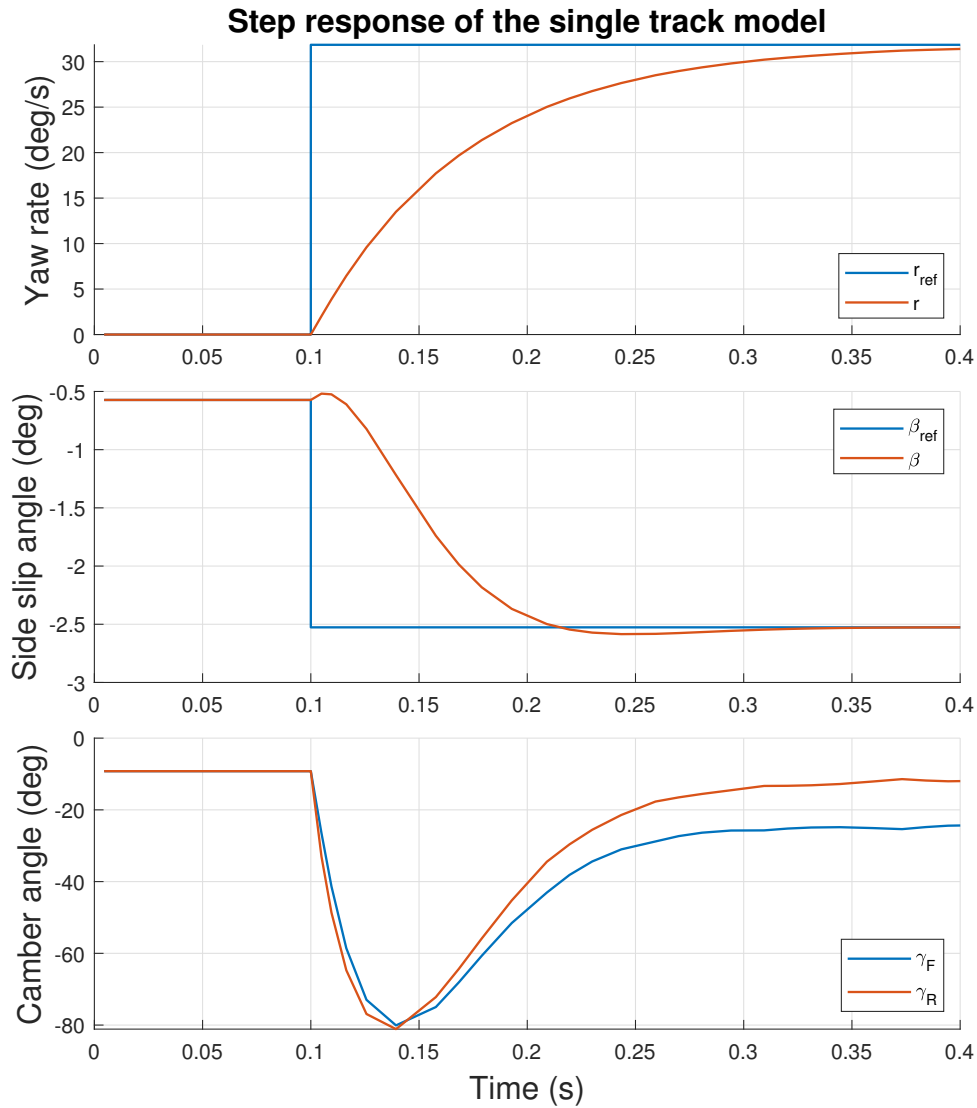 Step response of the single track model
Yaw rate (deg/s)
30
25
20
15
10
5
0
r_ref
r
0 0.05 0.1 0.15 0.2 0.25 0.3 0.35 0.4
Side slip angle (deg)
-0.5
-1
-1.5
-2
-2.5
-3
β_ref
β
0 0.05 0.1 0.15 0.2 0.25 0.3 0.35 0.4
Camber angle (deg)
0
-20
-40
-60
-80
γ_F
γ_R
0 0.05 0.1 0.15 0.2 0.25 0.3 0.35 0.4
Time (s)